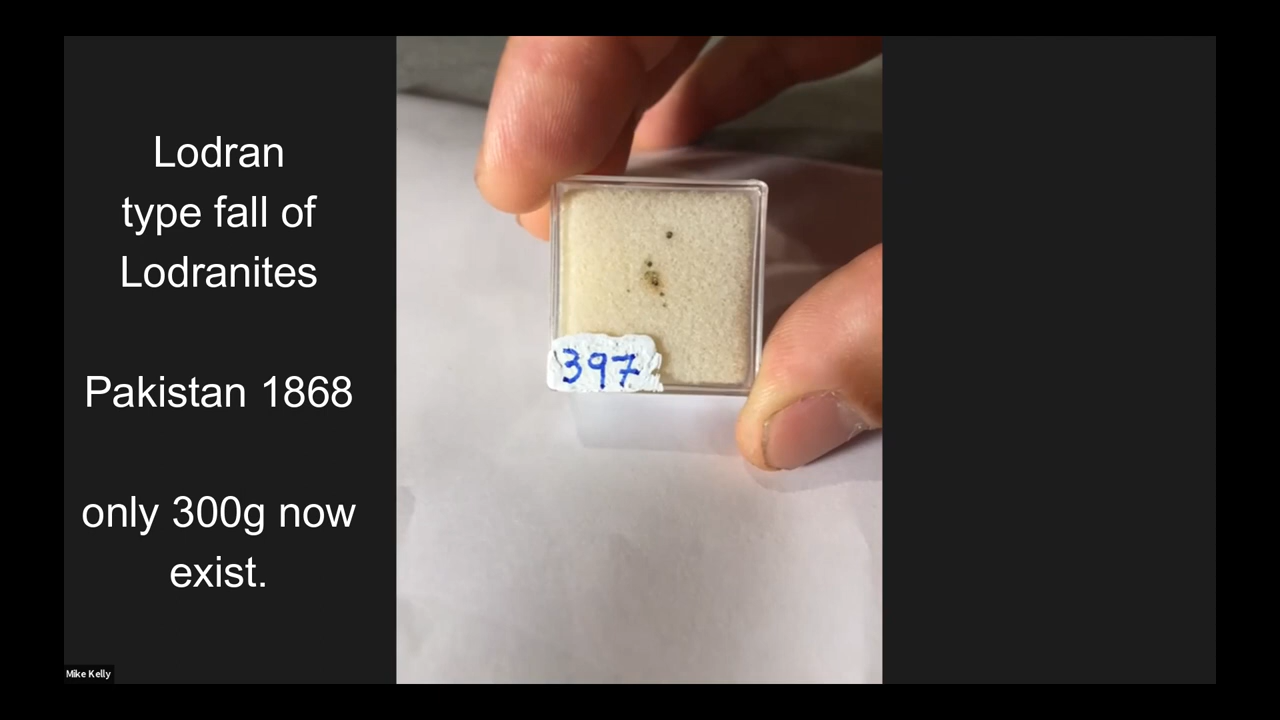 Lodran
type fall of
Lodranites
Pakistan 1868
only 300g now
exist.
397
Mike Kelly